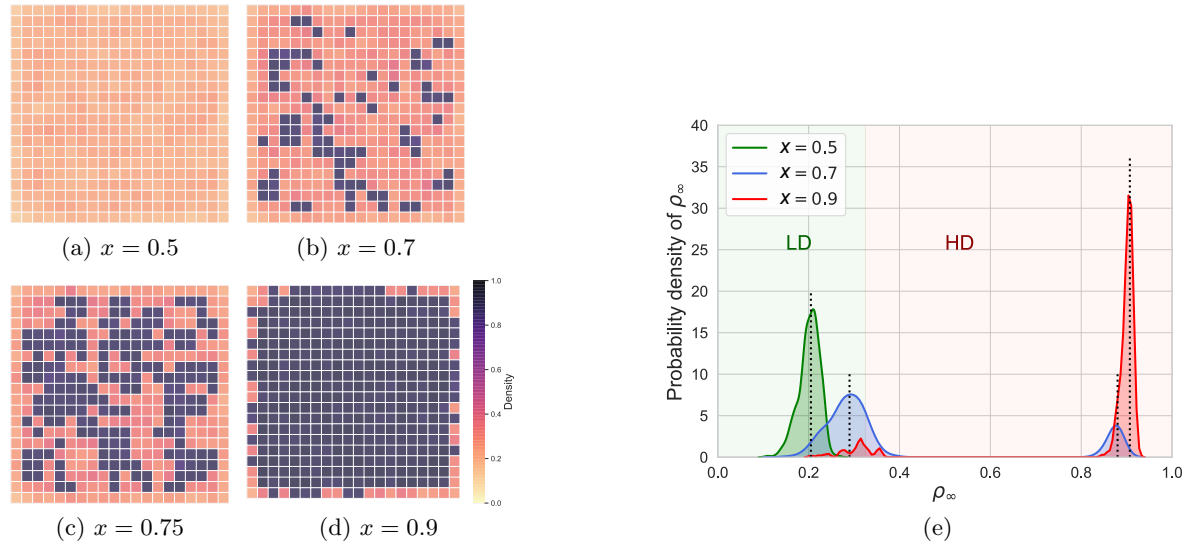 (a) x = 0.5
(b) x = 0.7
1.0
0.8
0.6
0.4
0.2
0.0
Density
(c) x = 0.75
(d) x = 0.9
40
35
30
25
20
15
10
5
0
Probability density of ρ∞
x = 0.5
x = 0.7
x = 0.9
LD
HD
0.0 0.2 0.4 0.6 0.8 1.0
ρ∞
(e)